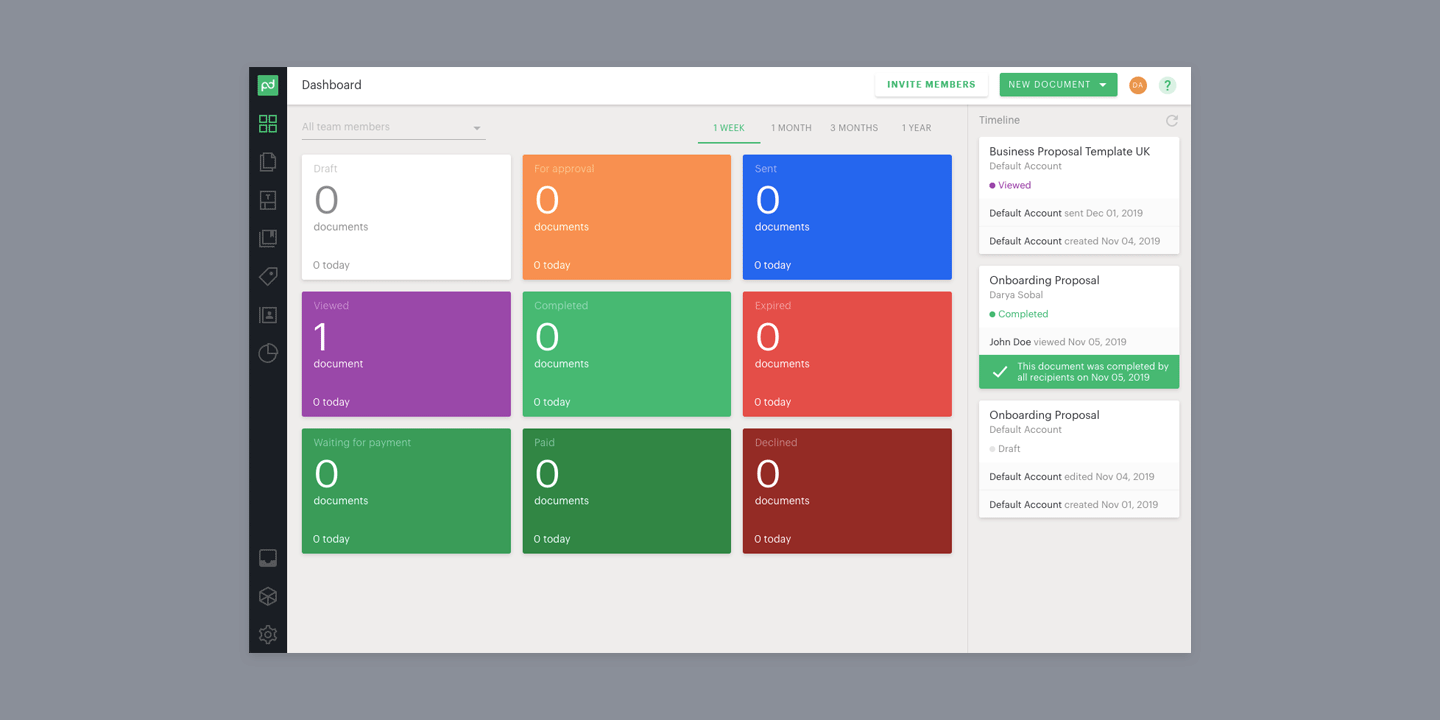 pd
Dashboard
INVITE MEMBERS
NEW DOCUMENT
DA
?
All team members
1 WEEK
1 MONTH
3 MONTHS
1 YEAR
Draft
0
documents
0 today
For approval
0
documents
0 today
Sent
0
documents
0 today
Viewed
1
document
0 today
Completed
0
documents
0 today
Expired
0
documents
0 today
Waiting for payment
0
documents
0 today
Paid
0
documents
0 today
Declined
0
documents
0 today
Timeline
Business Proposal Template UK
Default Account
Viewed
Default Account sent Dec 01, 2019
Default Account created Nov 04, 2019
Onboarding Proposal
Darya Sobal
Completed
John Doe viewed Nov 05, 2019
This document was completed by
all recipients on Nov 05, 2019
Onboarding Proposal
Default Account
Draft
Default Account edited Nov 04, 2019
Default Account created Nov 01, 2019